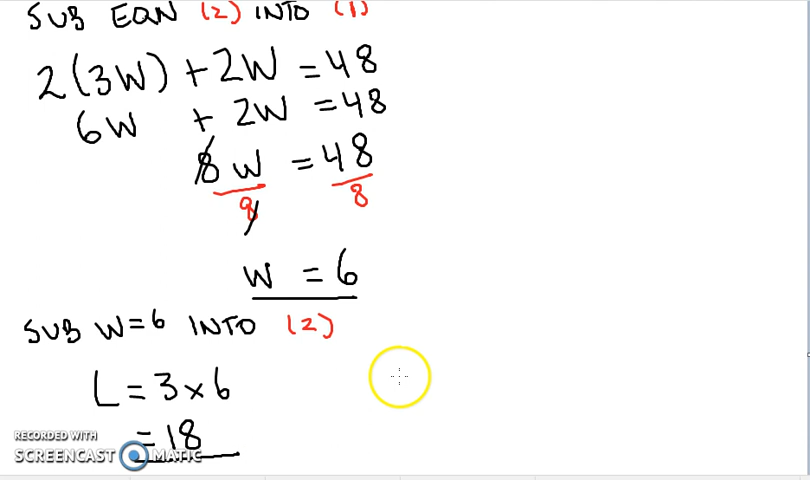 SUB EQN (2) INTO (1)
2(3W) + 2W = 48
6W + 2W = 48
8W = 48
8 8
W = 6
SUB W=6 INTO (2)
L = 3 × 6
= 18
RECORDED WITH
SCREENCAST MATIC